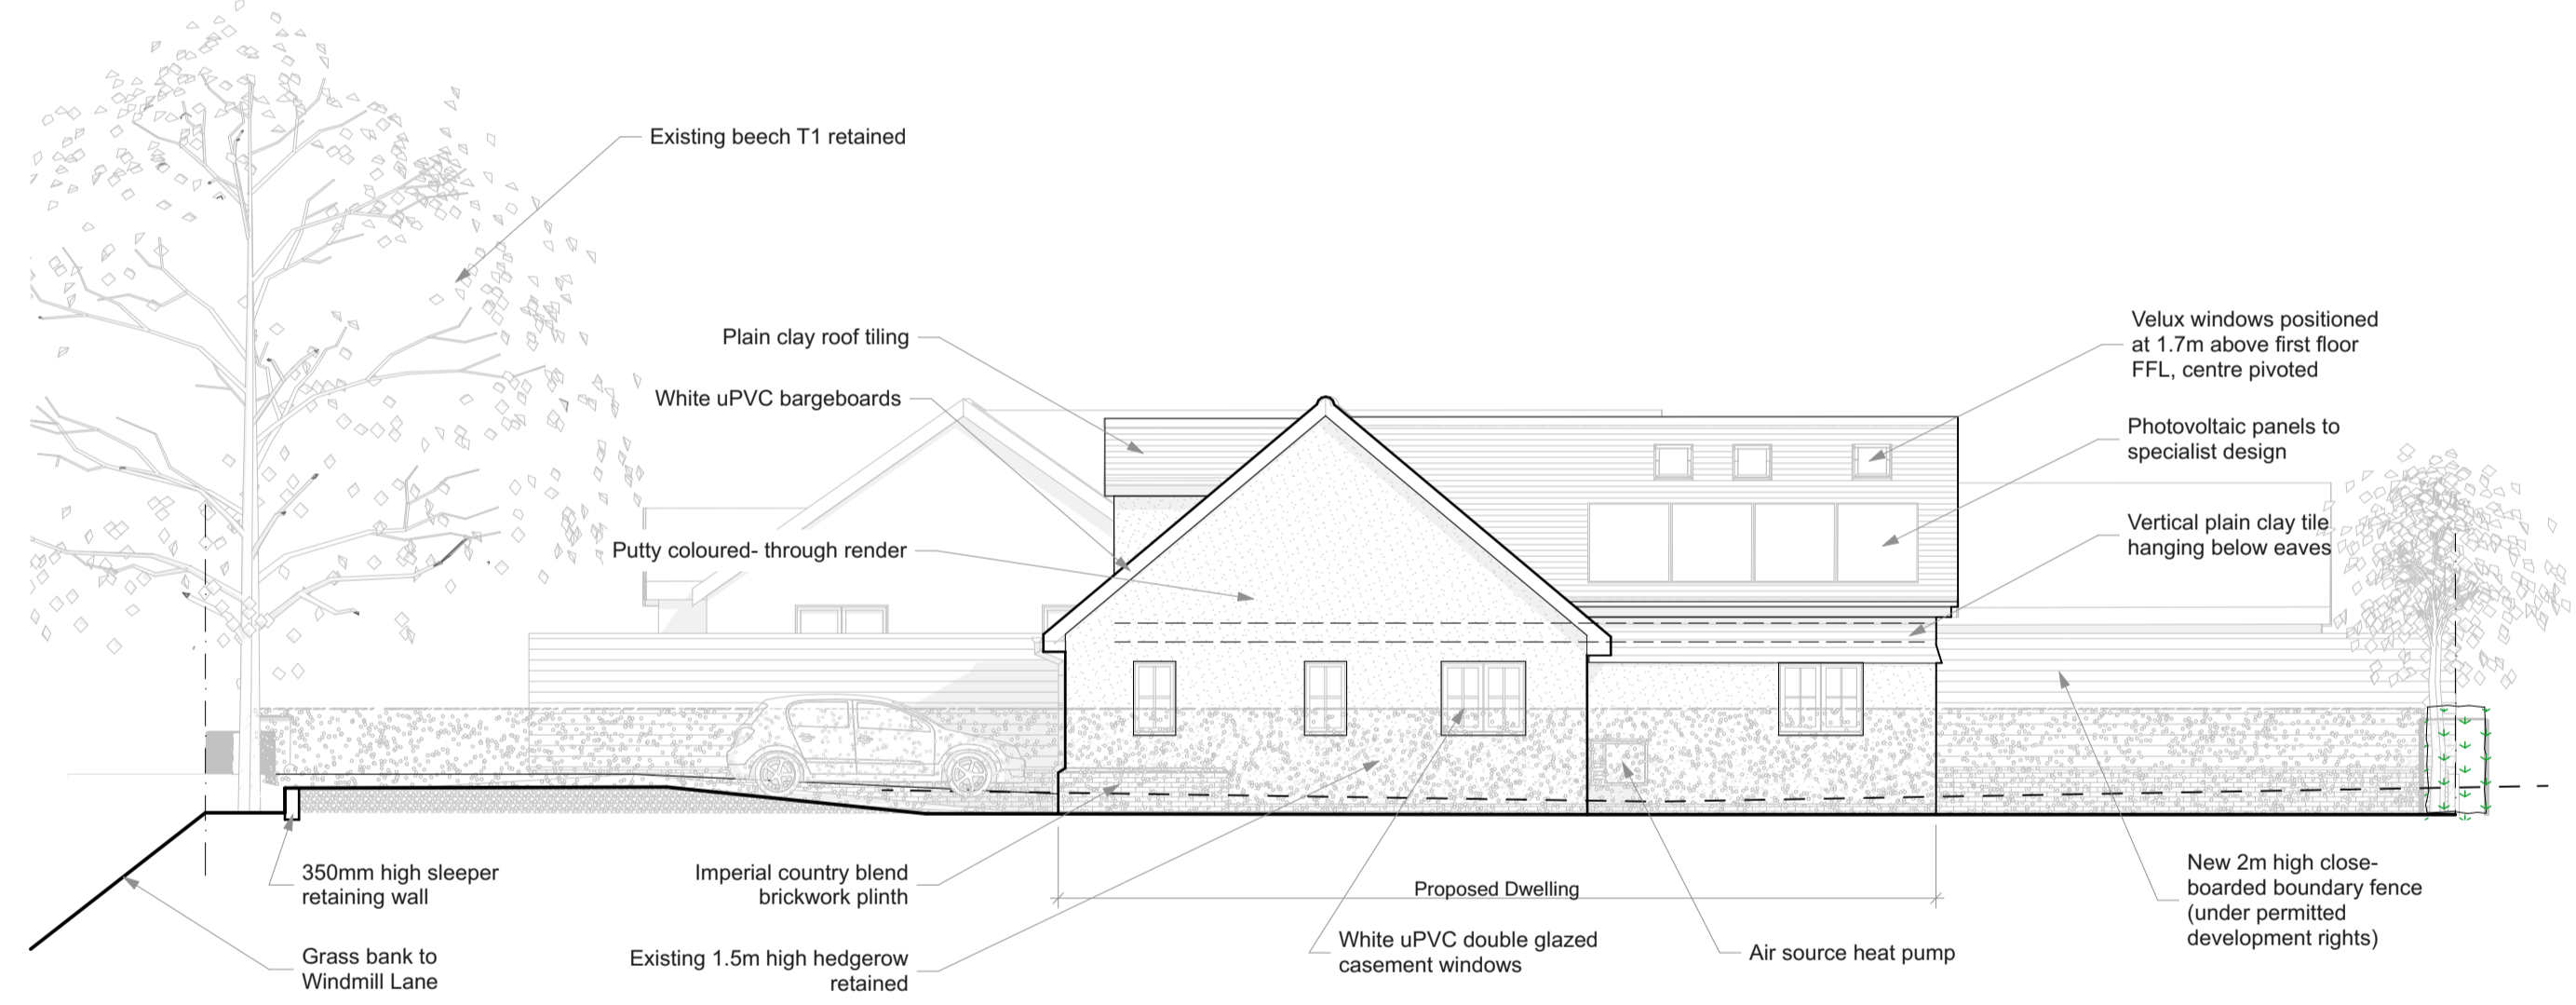 Existing beech T1 retained
Plain clay roof tiling
White uPVC bargeboards
Putty coloured- through render
Velux windows positioned
at 1.7m above first floor
FFL, centre pivoted
Photovoltaic panels to
specialist design
Vertical plain clay tile
hanging below eaves
350mm high sleeper
retaining wall
Grass bank to
Windmill Lane
Imperial country blend
brickwork plinth
Existing 1.5m high hedgerow
retained
Proposed Dwelling
White uPVC double glazed
casement windows
Air source heat pump
New 2m high close-
boarded boundary fence
(under permitted
development rights)